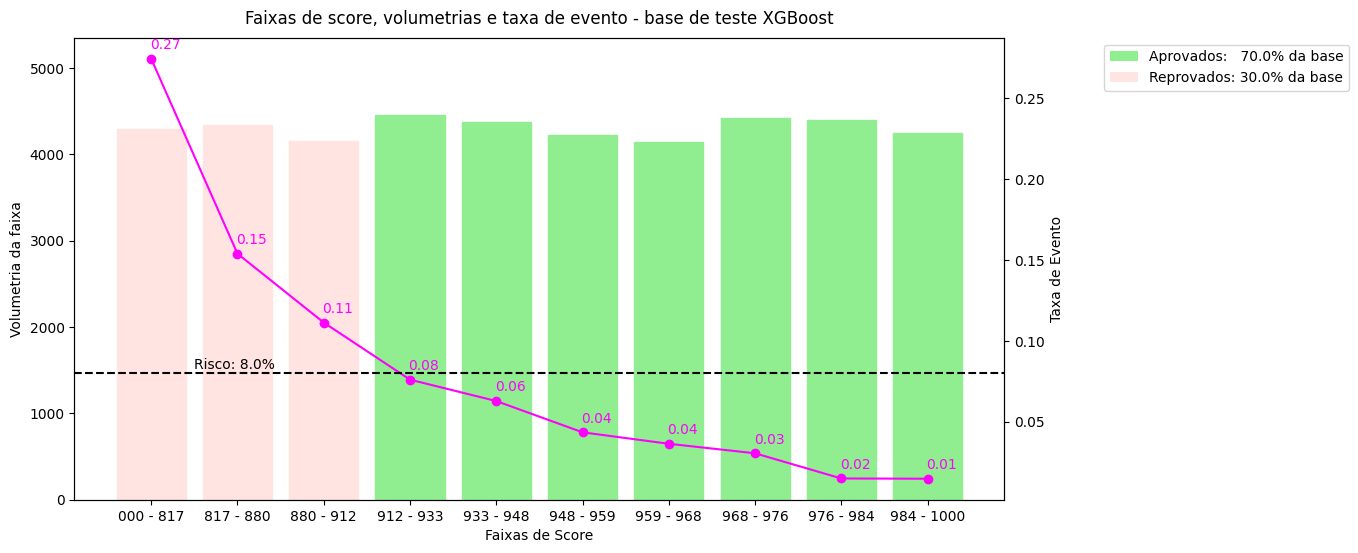 Faixas de score, volumetrias e taxa de evento - base de teste XGBoost
Aprovados: 70.0% da base
Reprovados: 30.0% da base
Volumetria da faixa
5000
4000
3000
2000
1000
0
0.27
0.15
0.11
0.08
0.06
0.04
0.04
0.03
0.02
0.01
Risco: 8.0%
0.25
0.20
0.15
0.10
0.05
Taxa de Evento
000 - 817 817 - 880 880 - 912 912 - 933 933 - 948 948 - 959 959 - 968 968 - 976 976 - 984 984 - 1000
Faixas de Score